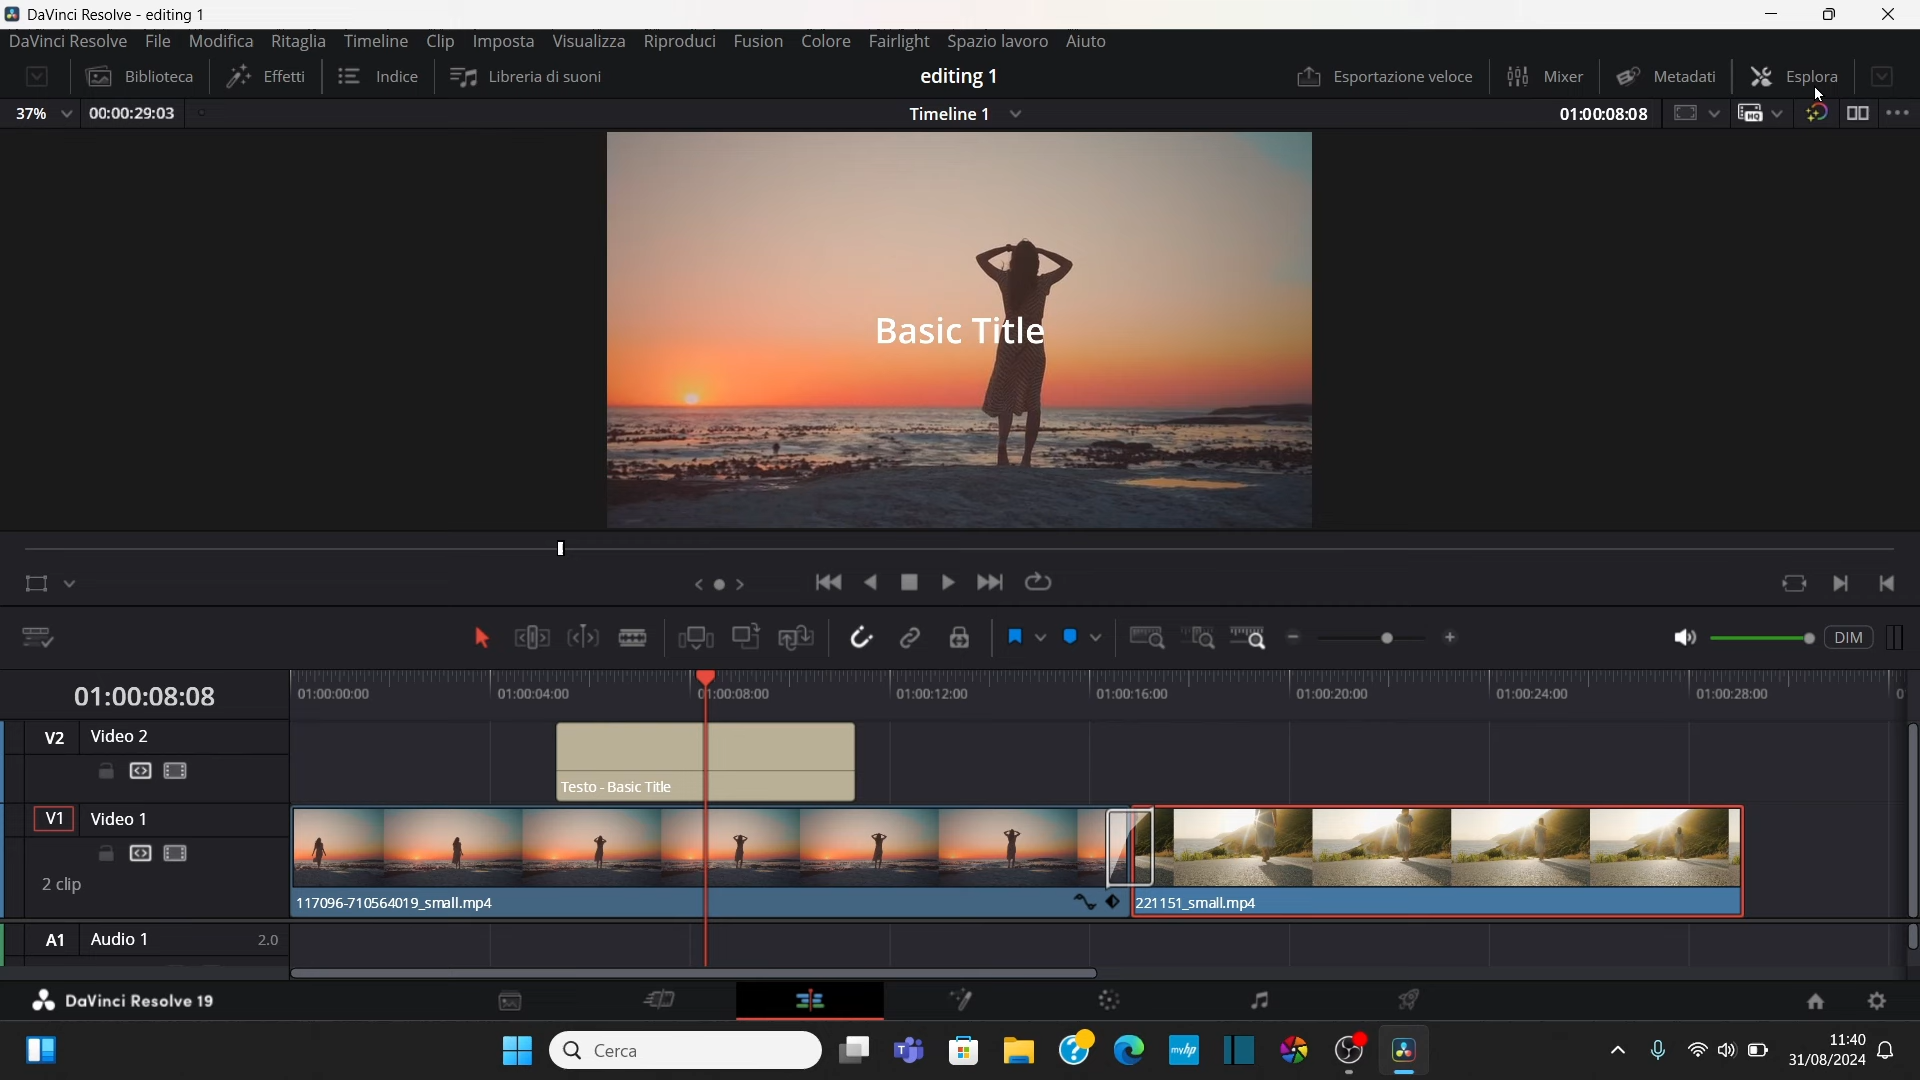 DaVinci Resolve - editing 1
DaVinci Resolve File Modifica Ritaglia Timeline Clip Imposta Visualizza Riproduci Fusion Colore Fairlight Spazio lavoro Aiuto
Biblioteca Effetti Indice Libreria di suoni editing 1 Esportazione veloce Mixer Metadati Esplora
37% 00:00:29:03 Timeline 1 01:00:08:08 HQ
Basic Title
DIM
01:00:08:08 01:00:00:00 01:00:04:00 01:00:08:00 01:00:12:00 01:00:16:00 01:00:20:00 01:00:24:00 01:00:28:00
V2 Video 2
Testo - Basic Title
V1 Video 1
2 clip
117096-710564019_small.mp4 221151_small.mp4
A1 Audio 1 2.0
DaVinci Resolve 19
Cerca
myhp
11:40
31/08/2024